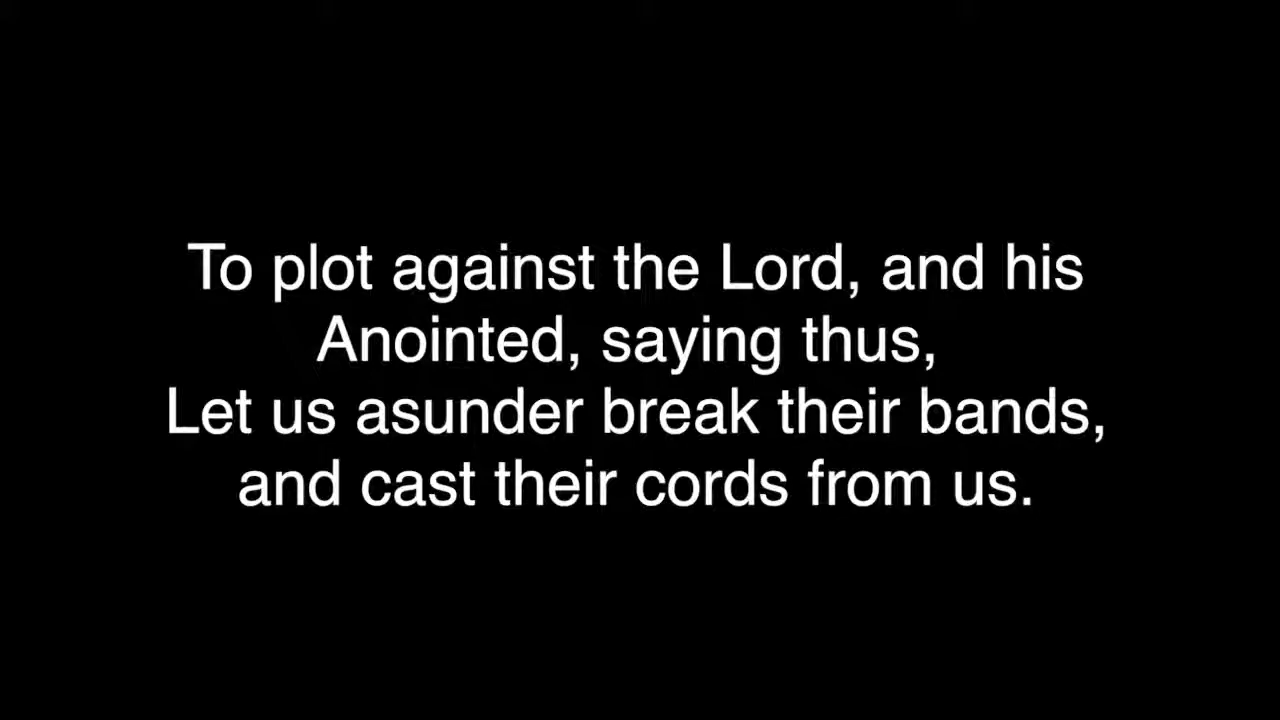 To plot against the Lord, and his
Anointed, saying thus,
Let us asunder break their bands,
and cast their cords from us.